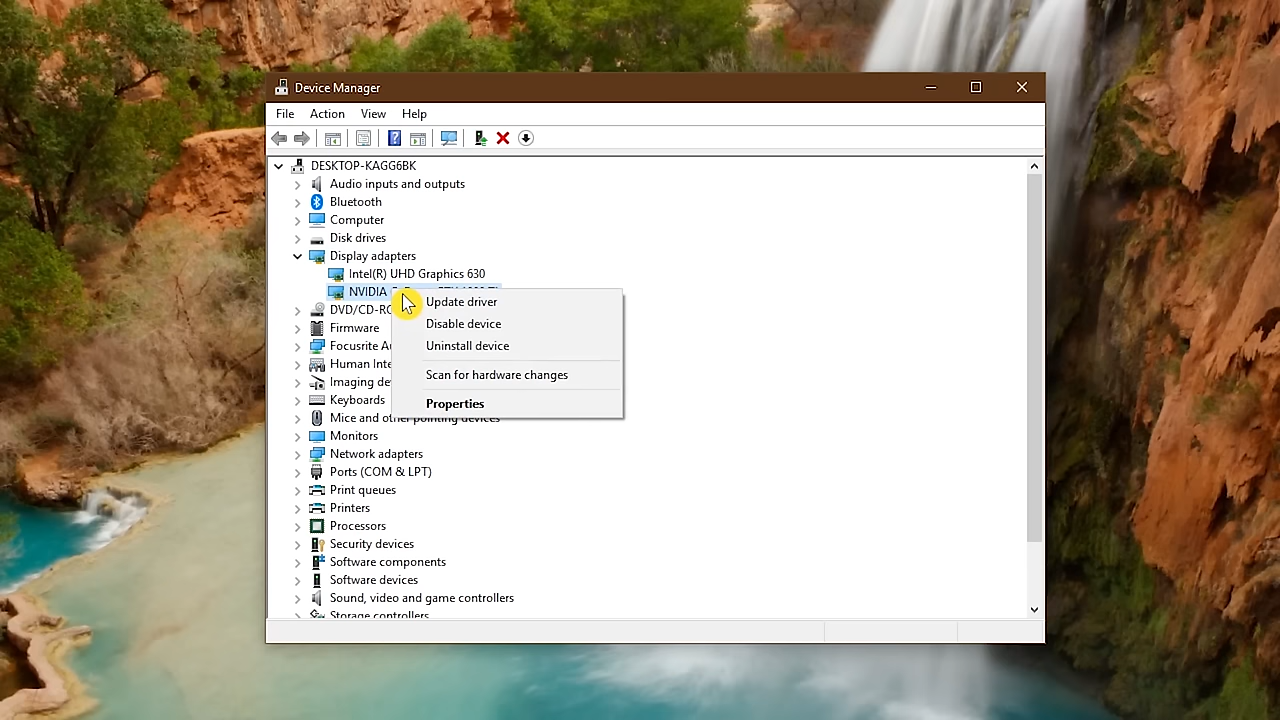 Device Manager
File Action View Help
DESKTOP-KAGG6BK
Audio inputs and outputs
Bluetooth
Computer
Disk drives
Display adapters
Intel(R) UHD Graphics 630
NVIDIA
Update driver
Disable device
Uninstall device
Scan for hardware changes
Properties
Firmware
Keyboards
Mice and other pointing devices
Monitors
Network adapters
Ports (COM & LPT)
Print queues
Printers
Processors
Security devices
Software components
Software devices
Sound, video and game controllers
Storage controllers